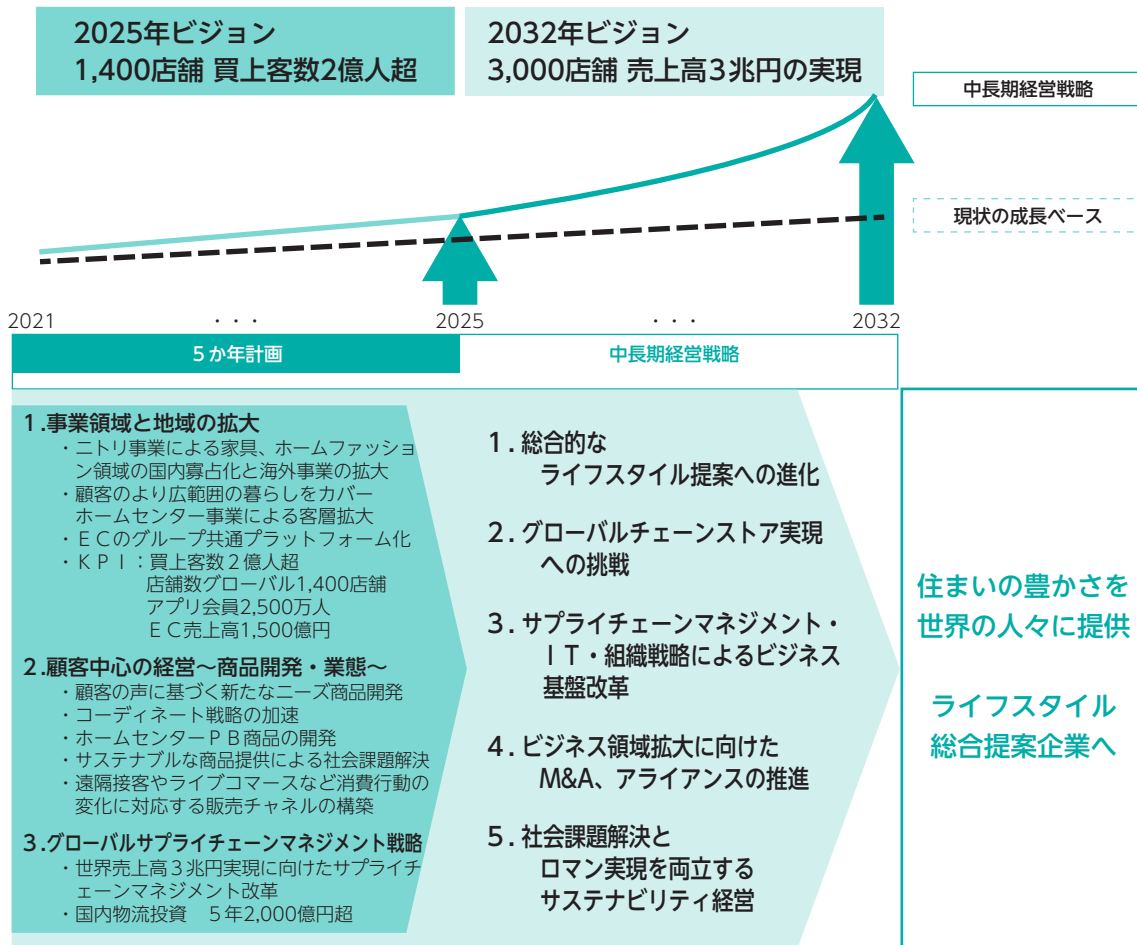 2025年ビジョン
1,400店舗 買上客数2億人超
2032年ビジョン
3,000店舗 売上高3兆円の実現
中長期経営戦略
現状の成長ベース
2021
・・・
2025
・・・
2032
5か年計画
中長期経営戦略
1.事業領域と地域の拡大
・ニトリ事業による家具、ホームファッショ
ン領域の国内寡占化と海外事業の拡大
・顧客のより広範囲の暮らしをカバー
ホームセンター事業による客層拡大
・ECのグループ共通プラットフォーム化
・KPI：買上客数2億人超
店舗数グローバル1,400店舗
アプリ会員2,500万人
EC売上高1,500億円
2.顧客中心の経営～商品開発・業態～
・顧客の声に基づく新たなニーズ商品開発
・コーディネート戦略の加速
・ホームセンターPB商品の開発
・サステナブルな商品提供による社会課題解決
・遠隔接客やライブコマースなど消費行動の
変化に対応する販売チャネルの構築
3.グローバルサプライチェーンマネジメント戦略
・世界売上高3兆円実現に向けたサプライチ
ェーンマネジメント改革
・国内物流投資　5年2,000億円超
1.総合的な
ライフスタイル提案への進化
2.グローバルチェーンストア実現
への挑戦
3.サプライチェーンマネジメント・
IT・組織戦略によるビジネス
基盤改革
4.ビジネス領域拡大に向けた
M&A、アライアンスの推進
5.社会課題解決と
ロマン実現を両立する
サステナビリティ経営
住まいの豊かさを
世界の人々に提供
ライフスタイル
総合提案企業へ